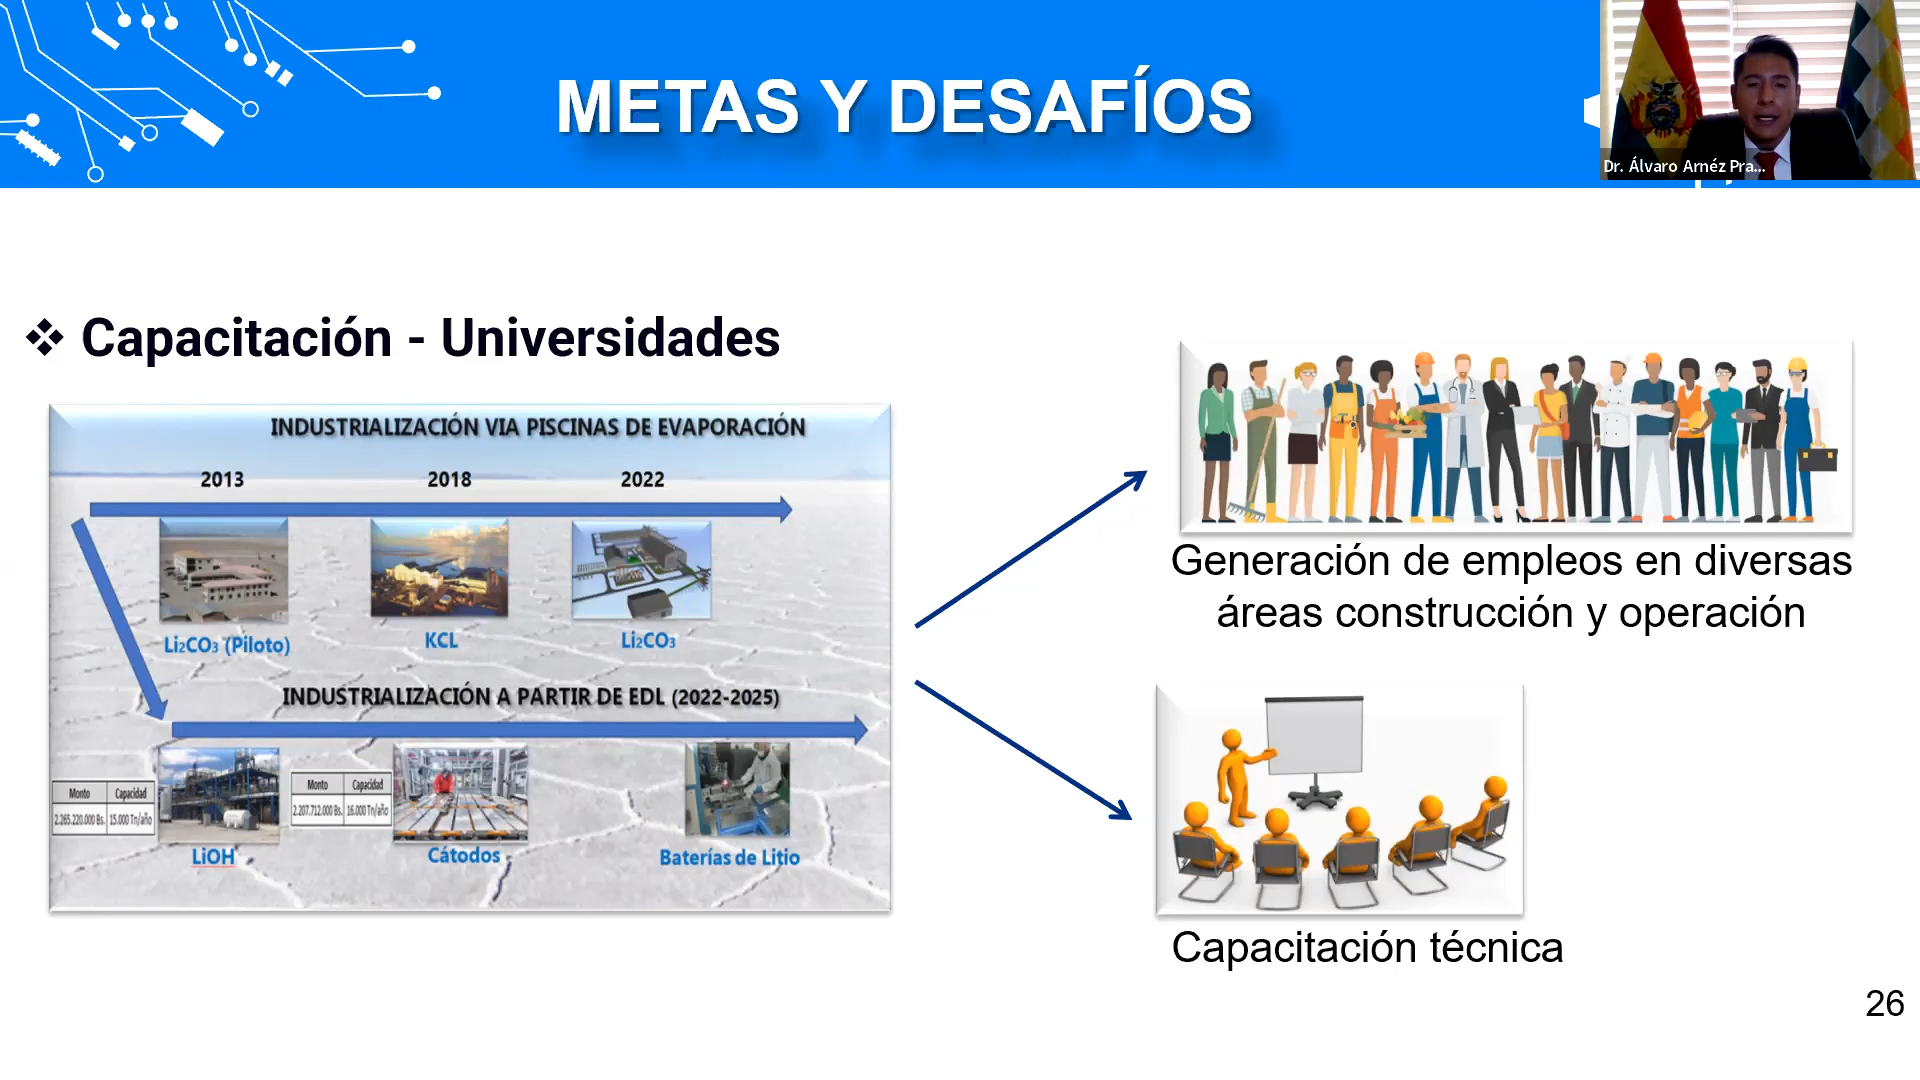 METAS Y DESAFÍOS
Dr. Álvaro Arnéz Pra...
❖ Capacitación - Universidades
INDUSTRIALIZACIÓN VIA PISCINAS DE EVAPORACIÓN
2013 2018 2022
Li₂CO₃ (Piloto) KCL Li₂CO₃
INDUSTRIALIZACIÓN A PARTIR DE EDL (2022-2025)
Monto Capacidad
2.265.220.000 Bs. 15.000 Tn/año
Monto Capacidad
2.207.712.000 Bs. 16.000 Tn/año
LiOH Cátodos Baterías de Litio
Generación de empleos en diversas
áreas construcción y operación
Capacitación técnica
26